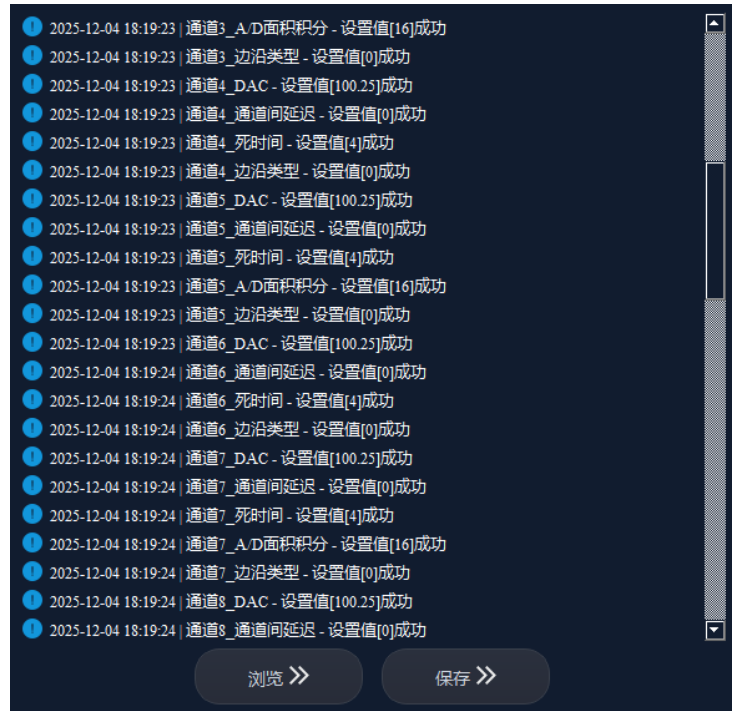 2025-12-04 18:19:23 | 通道3_A/D面积积分 - 设置值[16]成功
2025-12-04 18:19:23 | 通道3_边沿类型 - 设置值[0]成功
2025-12-04 18:19:23 | 通道4_DAC - 设置值[100.25]成功
2025-12-04 18:19:23 | 通道4_通道间延迟 - 设置值[0]成功
2025-12-04 18:19:23 | 通道4_死时间 - 设置值[4]成功
2025-12-04 18:19:23 | 通道4_边沿类型 - 设置值[0]成功
2025-12-04 18:19:23 | 通道5_DAC - 设置值[100.25]成功
2025-12-04 18:19:23 | 通道5_通道间延迟 - 设置值[0]成功
2025-12-04 18:19:23 | 通道5_死时间 - 设置值[4]成功
2025-12-04 18:19:23 | 通道5_A/D面积积分 - 设置值[16]成功
2025-12-04 18:19:23 | 通道5_边沿类型 - 设置值[0]成功
2025-12-04 18:19:23 | 通道6_DAC - 设置值[100.25]成功
2025-12-04 18:19:24 | 通道6_通道间延迟 - 设置值[0]成功
2025-12-04 18:19:24 | 通道6_死时间 - 设置值[4]成功
2025-12-04 18:19:24 | 通道6_边沿类型 - 设置值[0]成功
2025-12-04 18:19:24 | 通道7_DAC - 设置值[100.25]成功
2025-12-04 18:19:24 | 通道7_通道间延迟 - 设置值[0]成功
2025-12-04 18:19:24 | 通道7_死时间 - 设置值[4]成功
2025-12-04 18:19:24 | 通道7_A/D面积积分 - 设置值[16]成功
2025-12-04 18:19:24 | 通道7_边沿类型 - 设置值[0]成功
2025-12-04 18:19:24 | 通道8_DAC - 设置值[100.25]成功
2025-12-04 18:19:24 | 通道8_通道间延迟 - 设置值[0]成功
浏览 保存